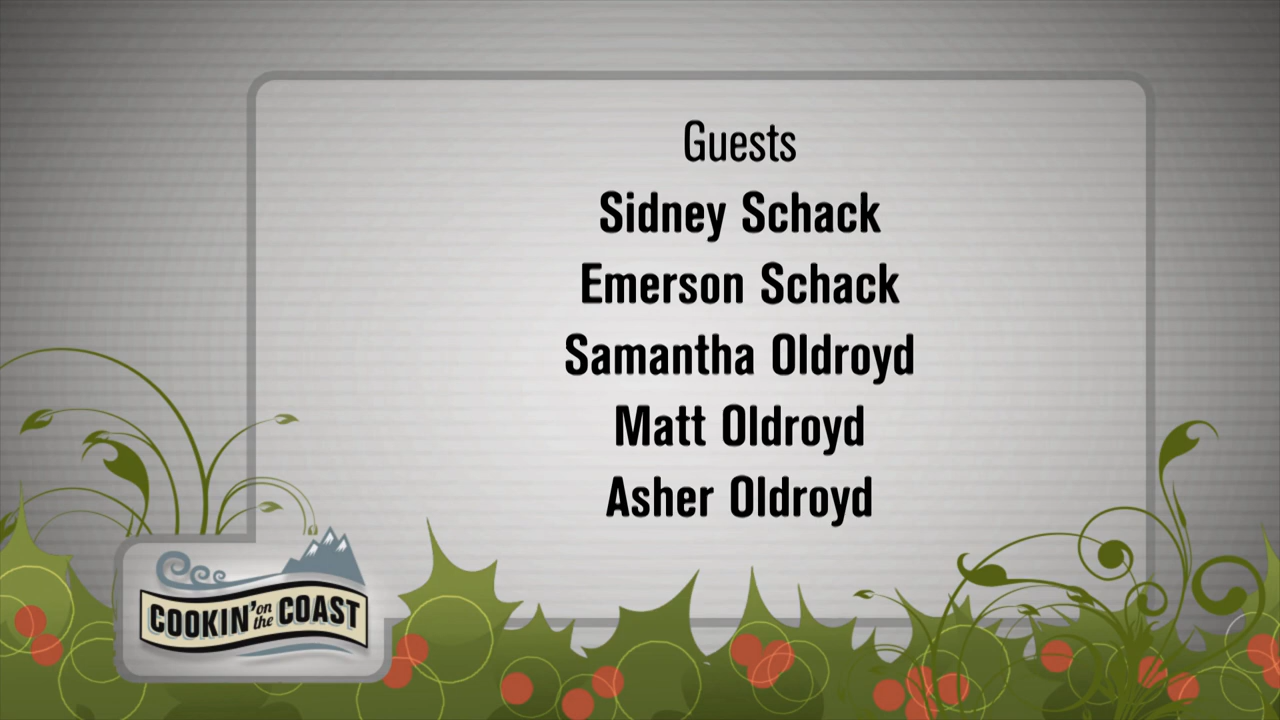 Guests
Sidney Schack
Emerson Schack
Samantha Oldroyd
Matt Oldroyd
Asher Oldroyd
COOKIN' on the COAST